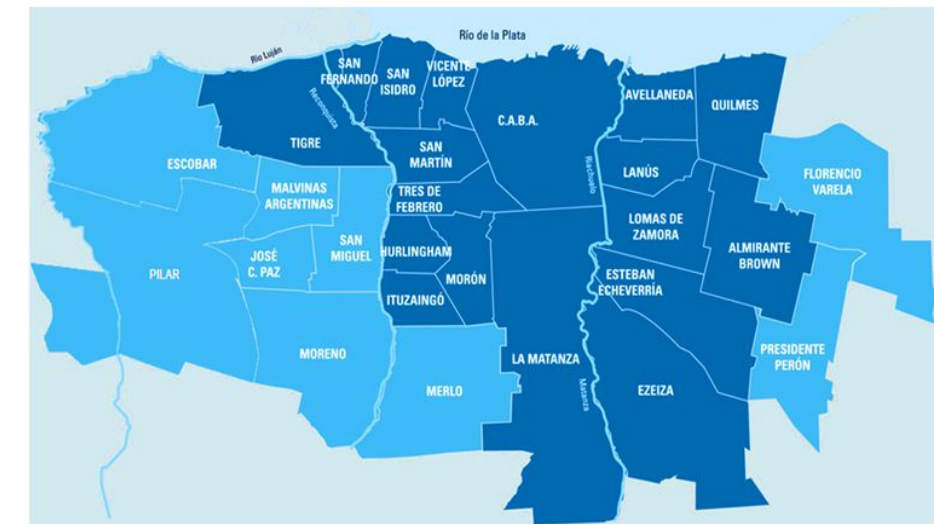 Río de la Plata
Río Luján
SAN
FERNANDO
SAN
ISIDRO
VICENTE
LÓPEZ
Reconquista
C.A.B.A.
AVELLANEDA
QUILMES
TIGRE
ESCOBAR
SAN
MARTÍN
Riachuelo
LANÚS
FLORENCIO
VARELA
MALVINAS
ARGENTINAS
TRES DE
FEBRERO
LOMAS DE
ZAMORA
SAN
MIGUEL
HURLINGHAM
ALMIRANTE
BROWN
JOSÉ
C. PAZ
PILAR
MORÓN
ESTEBAN
ECHEVERRÍA
ITUZAINGÓ
MORENO
LA MATANZA
PRESIDENTE
PERÓN
MERLO
Matanza
EZEIZA